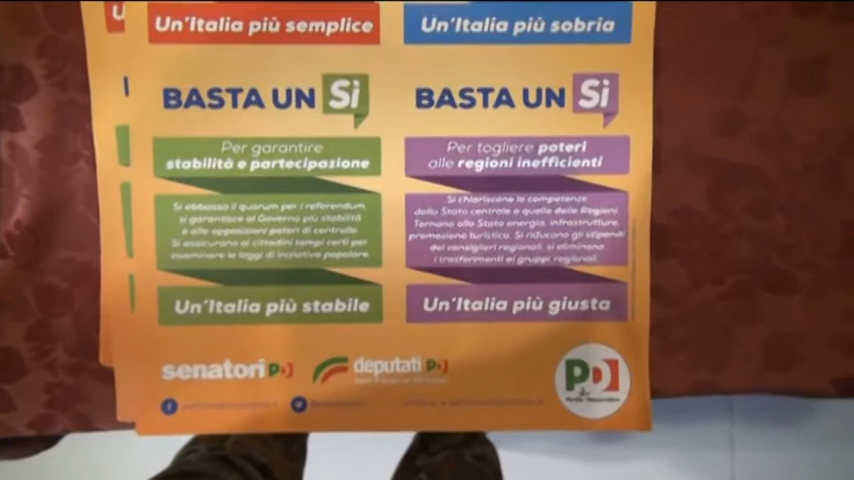 Un'Italia più semplice
Un'Italia più sobria
BASTA UN Sì
Per garantire
stabilità e partecipazione
Si abbassa il quorum per i referendum,
si garantisce al Governo più stabilità
e alle opposizioni poteri di controllo.
Si assicurano ai cittadini tempi certi per
esaminare le leggi di iniziativa popolare.
Un'Italia più stabile
BASTA UN Sì
Per togliere poteri
alle regioni inefficienti
Si chiariscono le competenze
dello Stato centrale e quelle delle Regioni.
Tornano allo Stato energia, infrastrutture,
promozione turistica. Si riducono gli stipendi
dei consiglieri regionali, si eliminano
i trasferimenti ai gruppi regionali.
Un'Italia più giusta
senatori PD
deputati PD
PD
Partito Democratico